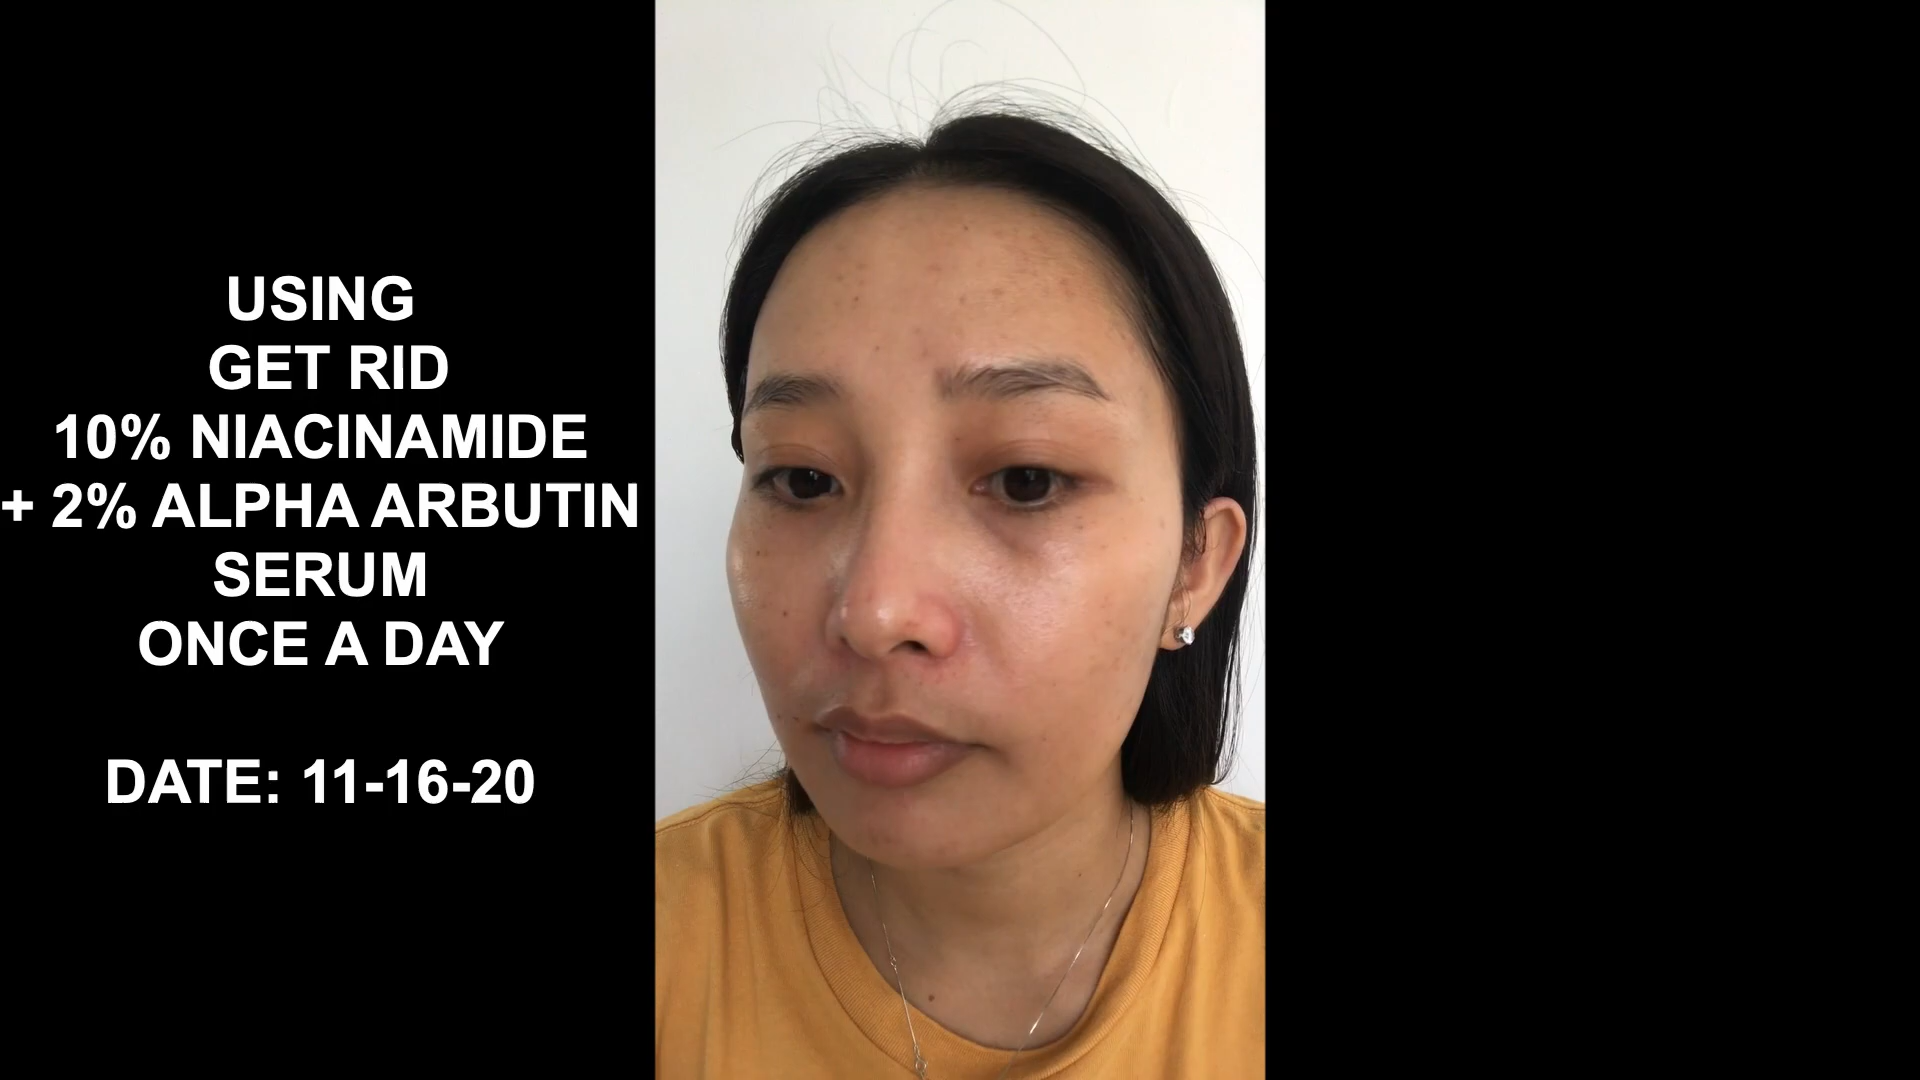 USING
GET RID
10% NIACINAMIDE
+ 2% ALPHA ARBUTIN
SERUM
ONCE A DAY
DATE: 11-16-20